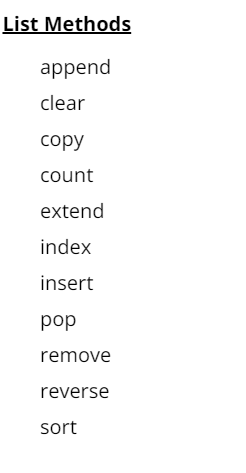 List Methods
append
clear
copy
count
extend
index
insert
pop
remove
reverse
sort